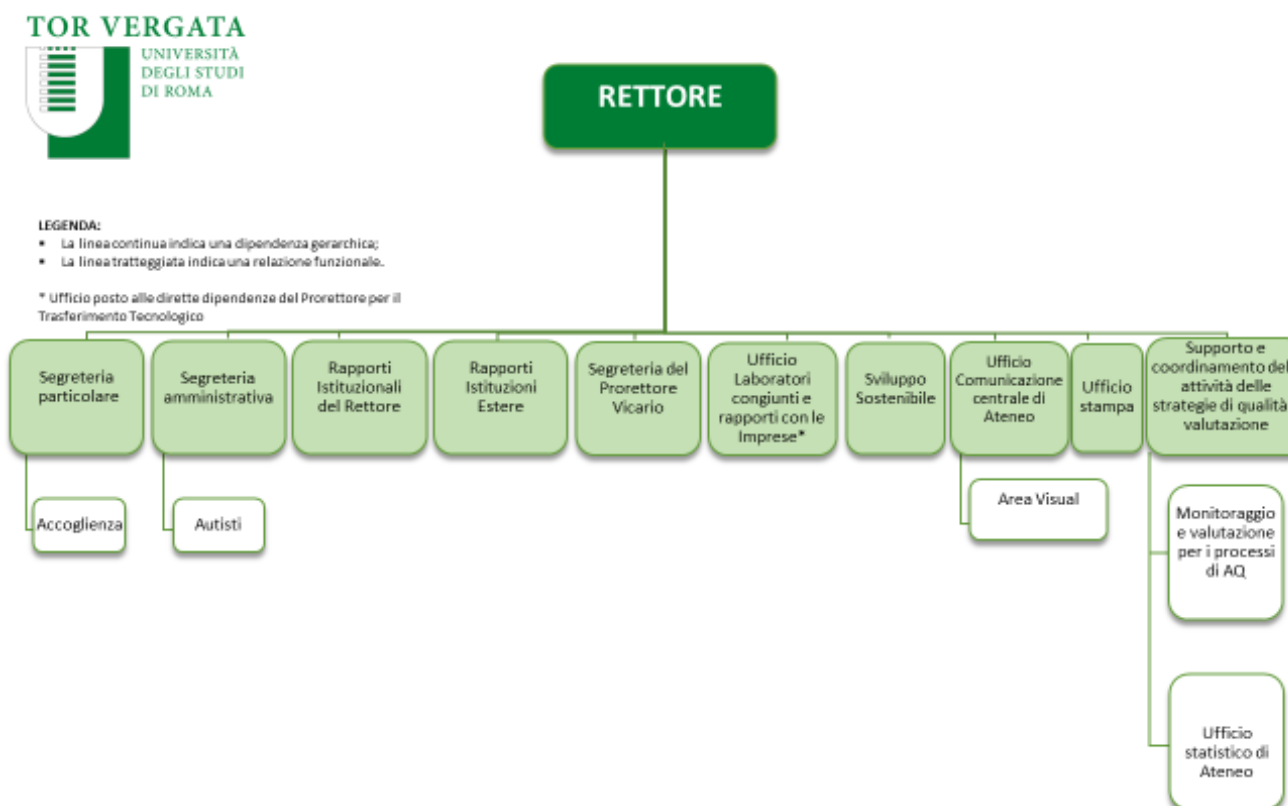 TOR VERGATA
UNIVERSITÀ
DEGLI STUDI
DI ROMA
RETTORE
LEGENDA:
▪ La linea continua indica una dipendenza gerarchica;
▪ La linea tratteggiata indica una relazione funzionale.
* Ufficio posto alle dirette dipendenze del Prorettore per il
Trasferimento Tecnologico
Segreteria
particolare
Segreteria
amministrativa
Rapporti
Istituzionali
del Rettore
Rapporti
Istituzioni
Estere
Segreteria del
Prorettore
Vicario
Ufficio
Laboratori
congiunti e
rapporti con le
Imprese*
Sviluppo
Sostenibile
Ufficio
Comunicazione
centrale di
Ateneo
Ufficio
stampa
Supporto e
coordinamento del
attività delle
strategie di qualità
valutazione
Accoglienza
Autisti
Area Visual
Monitoraggio
e valutazione
per i processi
di AQ
Ufficio
statistico di
Ateneo